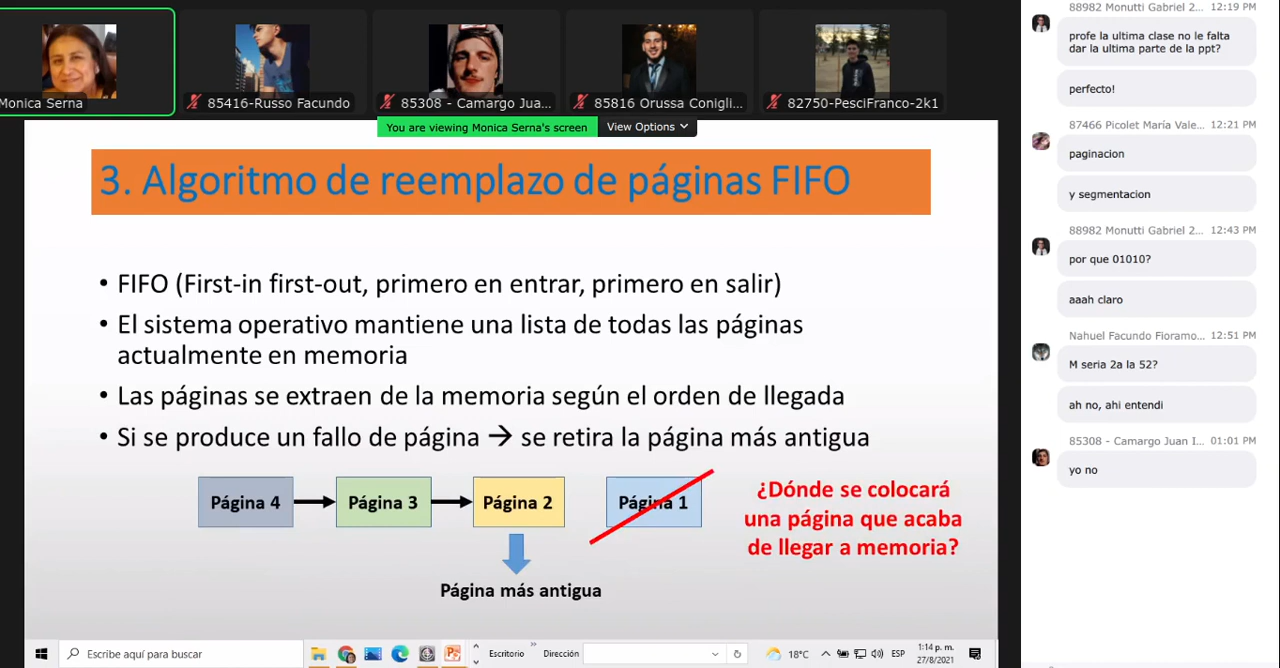 Monica Serna
85416-Russo Facundo
85308 - Camargo Jua...
85816 Orussa Conigli...
82750-PesciFranco-2k1
You are viewing Monica Serna's screen
View Options
3. Algoritmo de reemplazo de páginas FIFO
• FIFO (First-in first-out, primero en entrar, primero en salir)
• El sistema operativo mantiene una lista de todas las páginas
actualmente en memoria
• Las páginas se extraen de la memoria según el orden de llegada
• Si se produce un fallo de página → se retira la página más antigua
Página 4
Página 3
Página 2
Página 1
¿Dónde se colocará
una página que acaba
de llegar a memoria?
Página más antigua
Escribe aquí para buscar
Escritorio
Dirección
18°C
ESP
1:14 p. m.
27/8/2021
88982 Monutti Gabriel 2... 12:19 PM
profe la ultima clase no le falta
dar la ultima parte de la ppt?
perfecto!
87466 Picolet María Vale... 12:21 PM
paginacion
y segmentacion
88982 Monutti Gabriel 2... 12:43 PM
por que 01010?
aaah claro
Nahuel Facundo Fioramo... 12:51 PM
M seria 2a la 52?
ah no, ahi entendi
85308 - Camargo Juan I... 01:01 PM
yo no